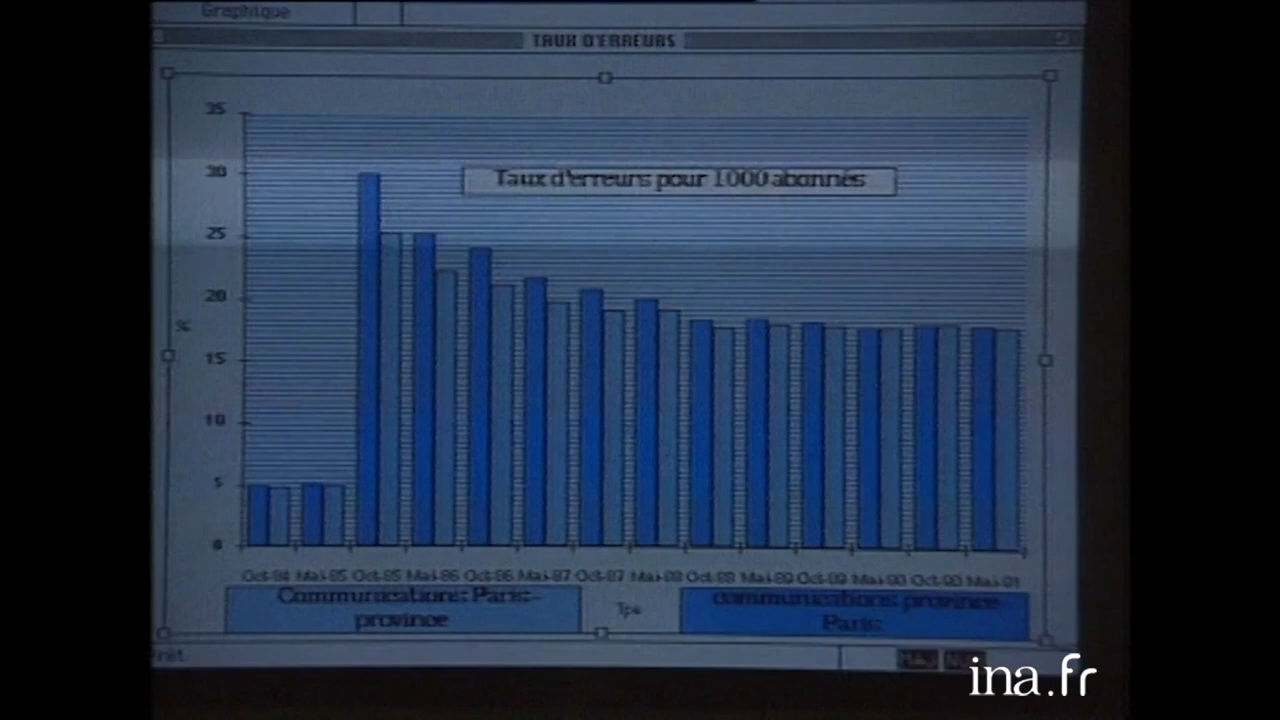 Graphique
TAUX D'ERREURS
35
30
Taux d'erreurs pour 1000 abonnés
25
20
%
15
10
5
0
Oct-84 Mai-85 Oct-85 Mai-86 Oct-86 Mai-87 Oct-87 Mai-88 Oct-88 Mai-89 Oct-89 Mai-90 Oct-90 Mai-91
Communications Paris-
province
communications province
Paris
Prêt
ina.fr